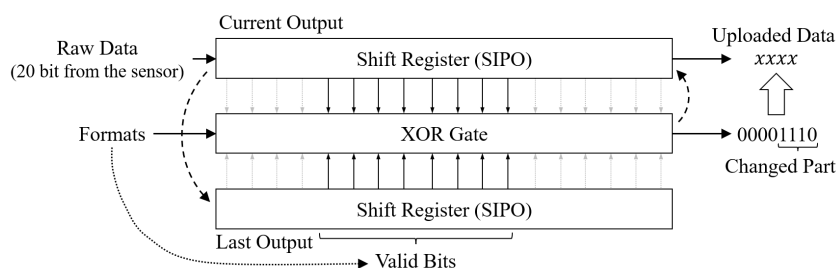 Current Output
Raw Data
(20 bit from the sensor)
Shift Register (SIPO)
Uploaded Data
xxxx
Formats
XOR Gate
00001110
Changed Part
Shift Register (SIPO)
Last Output
Valid Bits